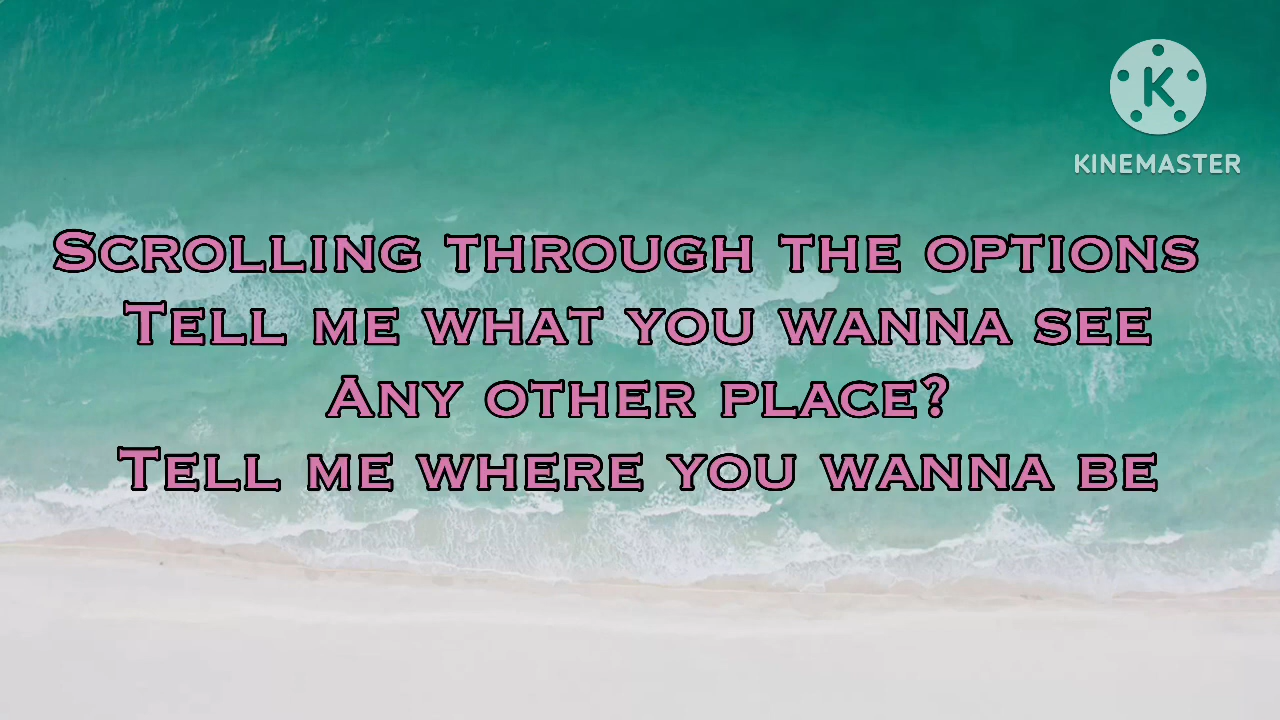 K
KINEMASTER
Scrolling through the options
Tell me what you wanna see
Any other place?
Tell me where you wanna be